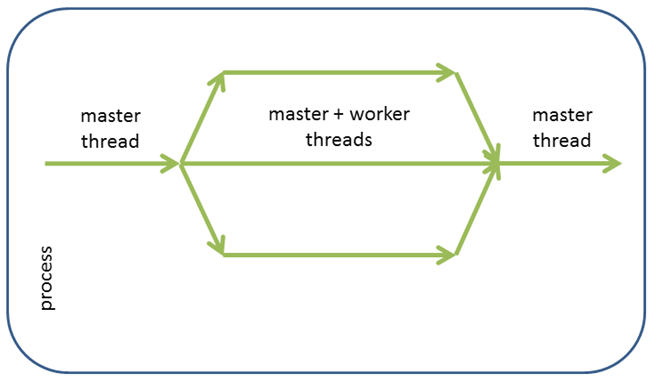 master
thread
master + worker
threads
master
thread
process